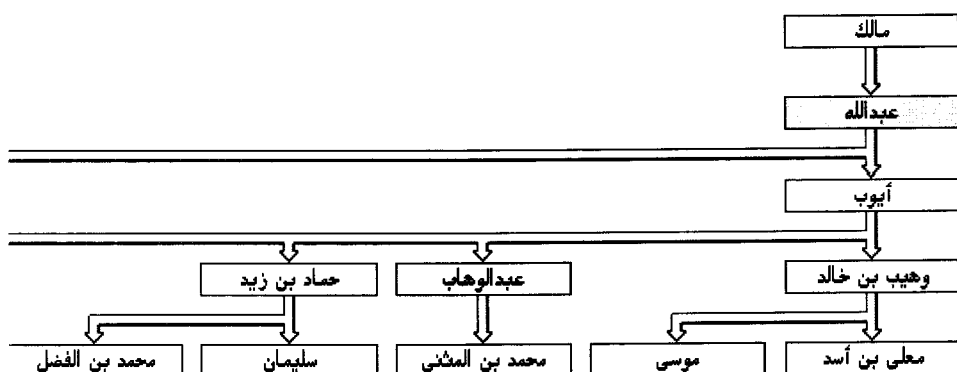 مالك
عبدالله
أيوب
وهيب بن خالد
عبدالوهاب
حماد بن زيد
معلى بن أسد
موسى
محمد بن المثنى
سليمان
محمد بن الفضل